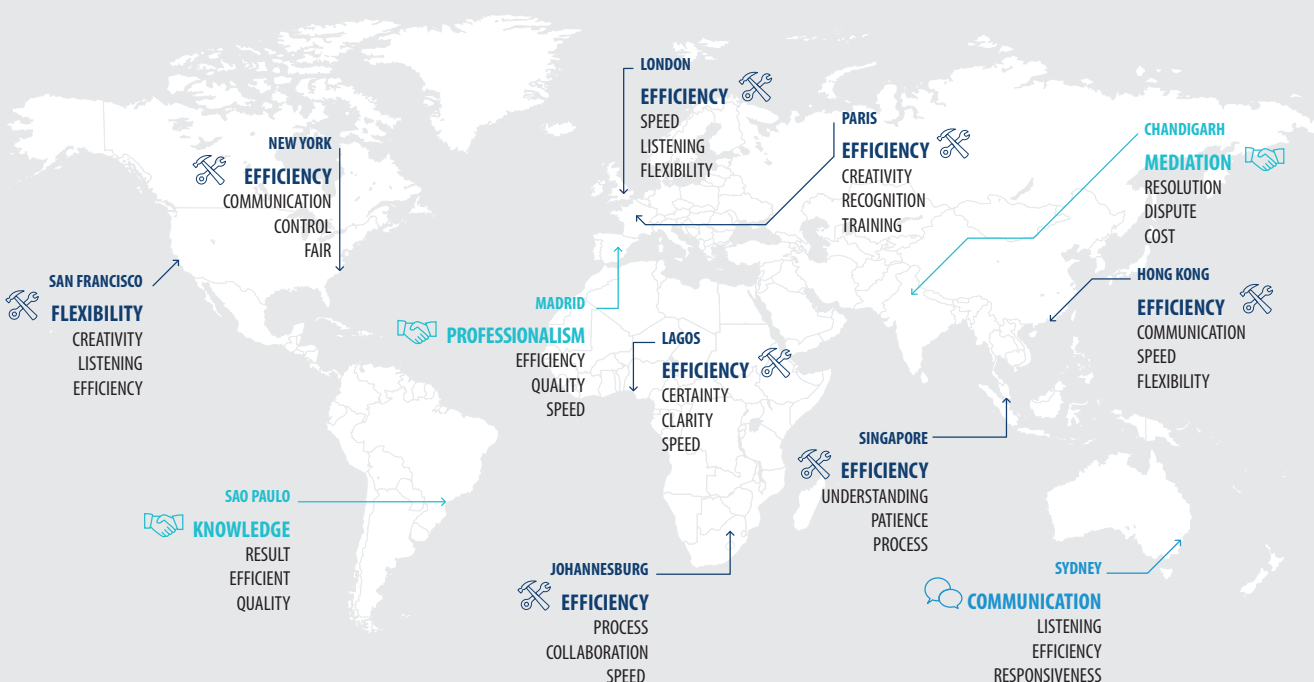 LONDON
EFFICIENCY
SPEED
LISTENING
FLEXIBILITY
PARIS
EFFICIENCY
CREATIVITY
RECOGNITION
TRAINING
CHANDIGARH
MEDIATION
RESOLUTION
DISPUTE
COST
NEW YORK
EFFICIENCY
COMMUNICATION
CONTROL
FAIR
SAN FRANCISCO
FLEXIBILITY
CREATIVITY
LISTENING
EFFICIENCY
MADRID
PROFESSIONALISM
EFFICIENCY
QUALITY
SPEED
LAGOS
EFFICIENCY
CERTAINTY
CLARITY
SPEED
HONG KONG
EFFICIENCY
COMMUNICATION
SPEED
FLEXIBILITY
SINGAPORE
EFFICIENCY
UNDERSTANDING
PATIENCE
PROCESS
SAO PAULO
KNOWLEDGE
RESULT
EFFICIENT
QUALITY
JOHANNESBURG
EFFICIENCY
PROCESS
COLLABORATION
SPEED
SYDNEY
COMMUNICATION
LISTENING
EFFICIENCY
RESPONSIVENESS